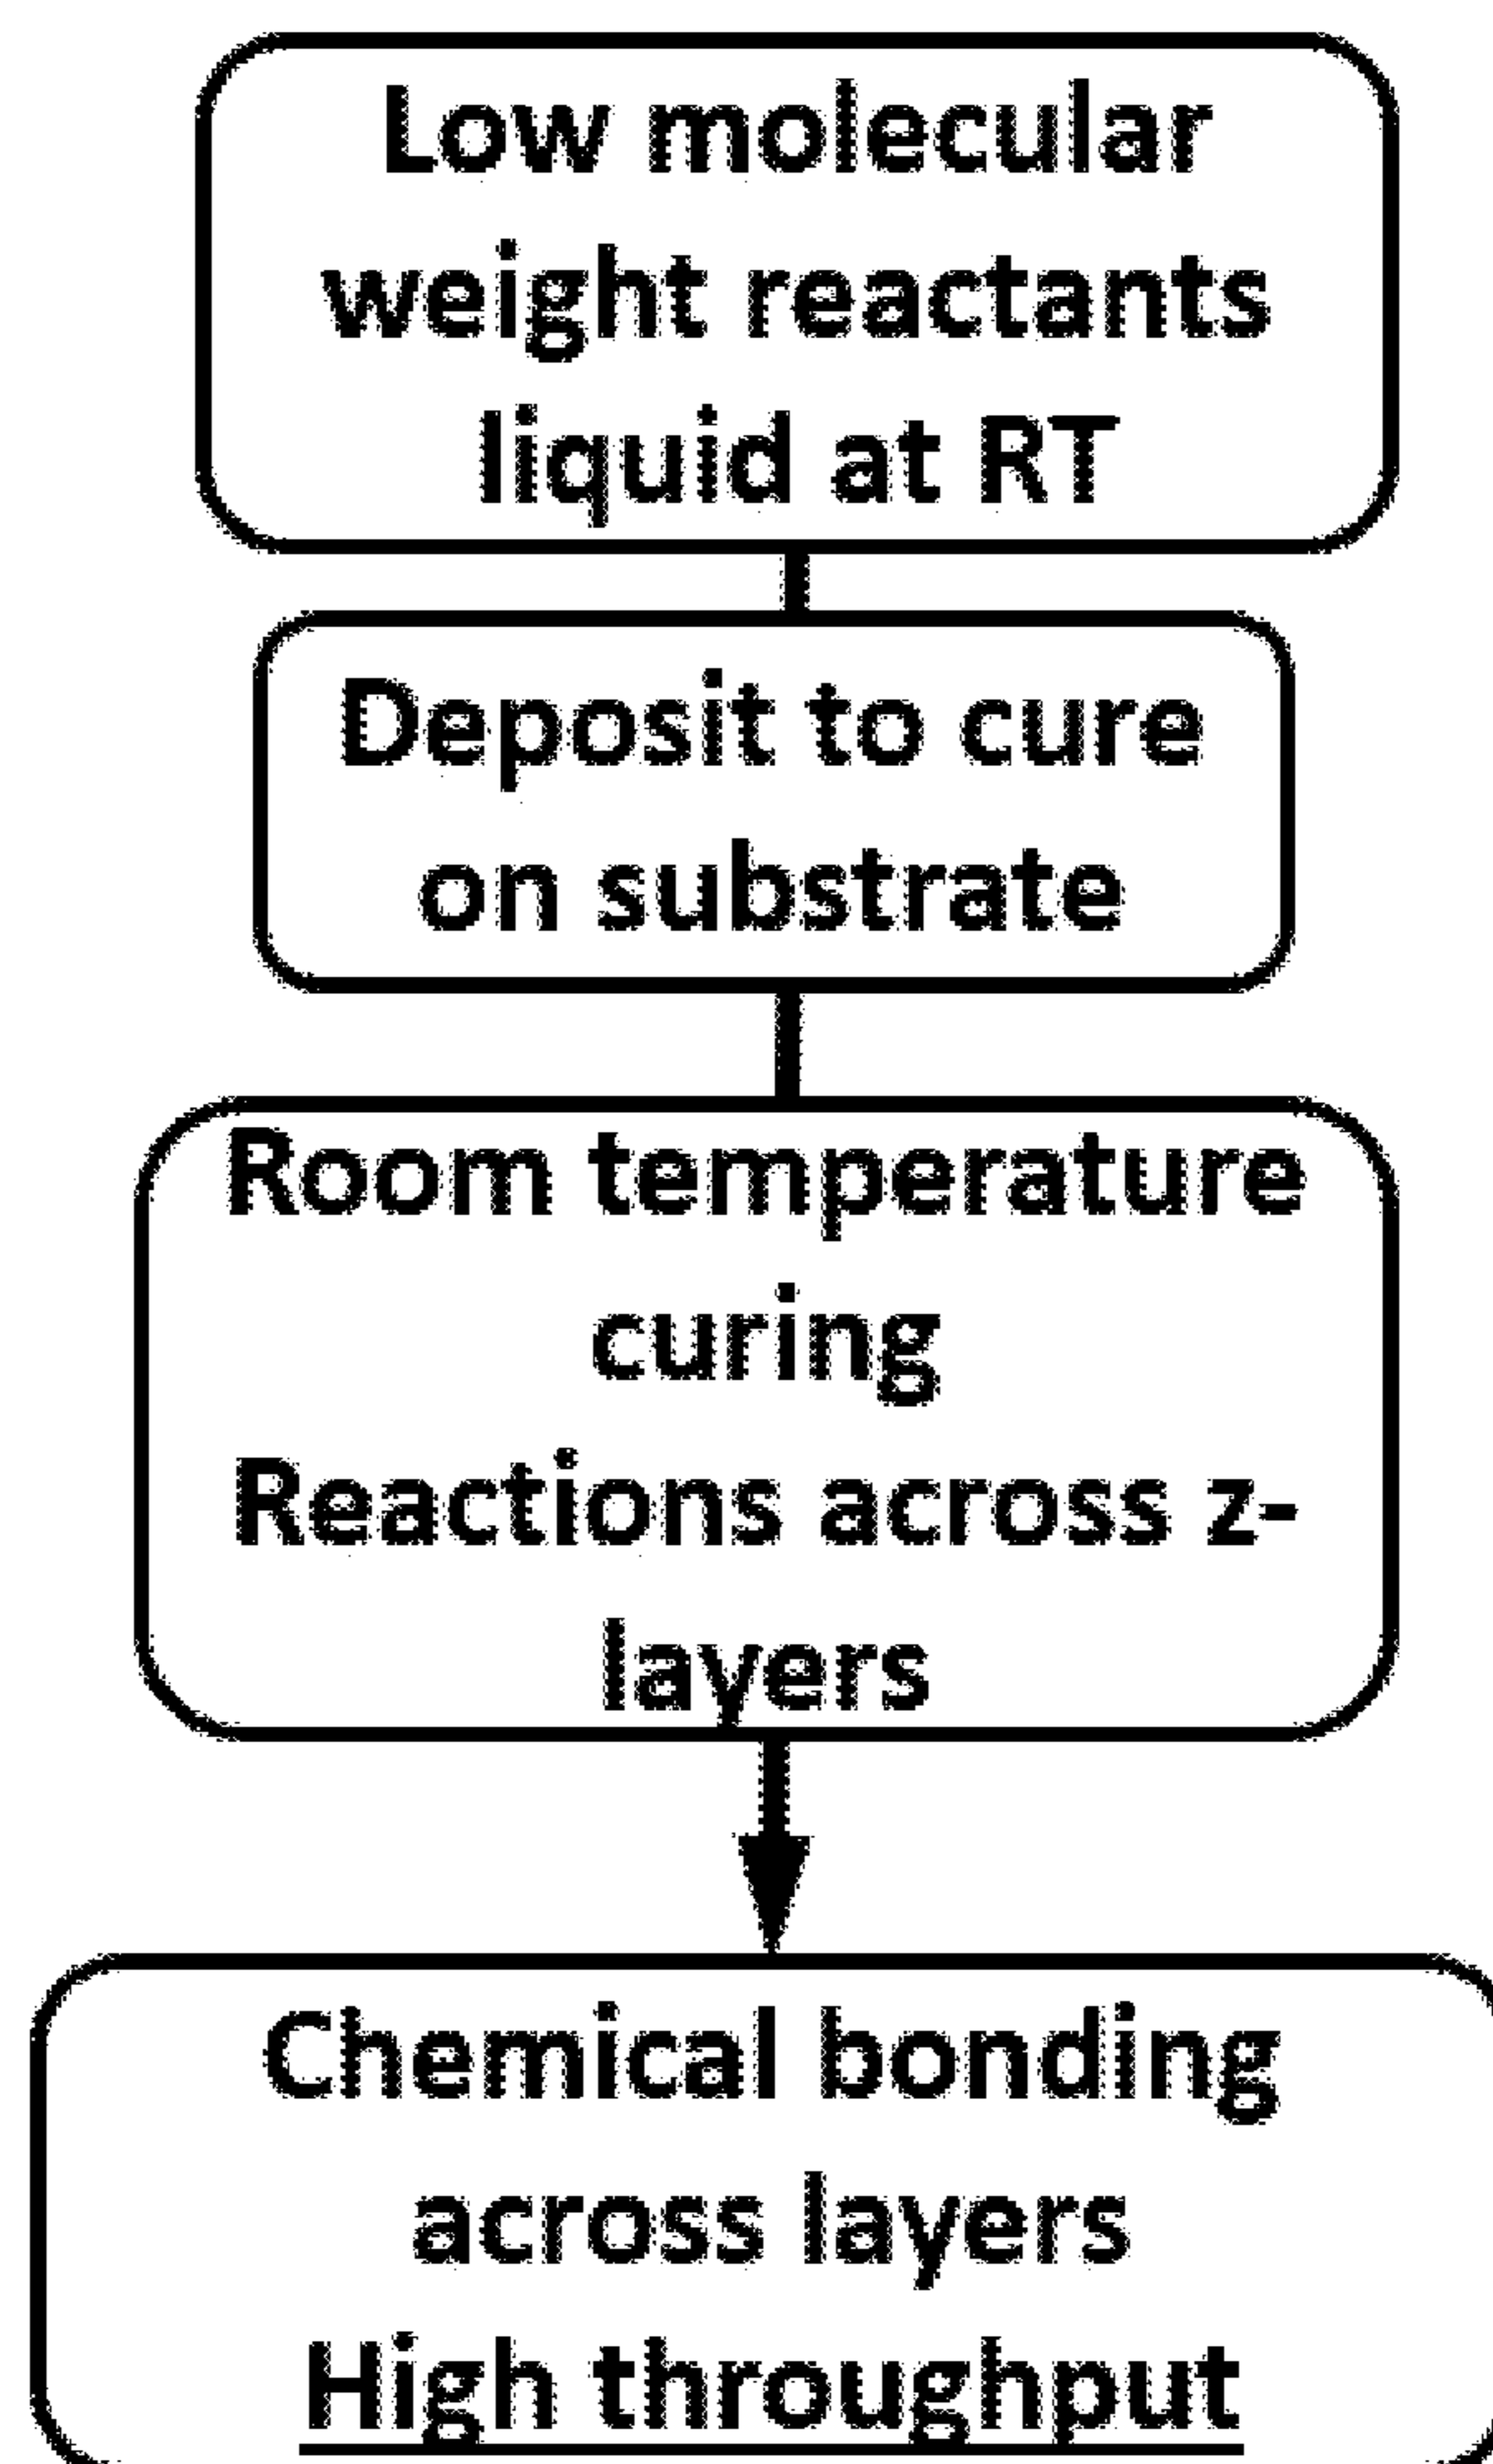 Low molecular
weight reactants
liquid at RT
Deposit to cure
on substrate
Room temperature
curing
Reactions across z-
layers
Chemical bonding
across layers
High throughput